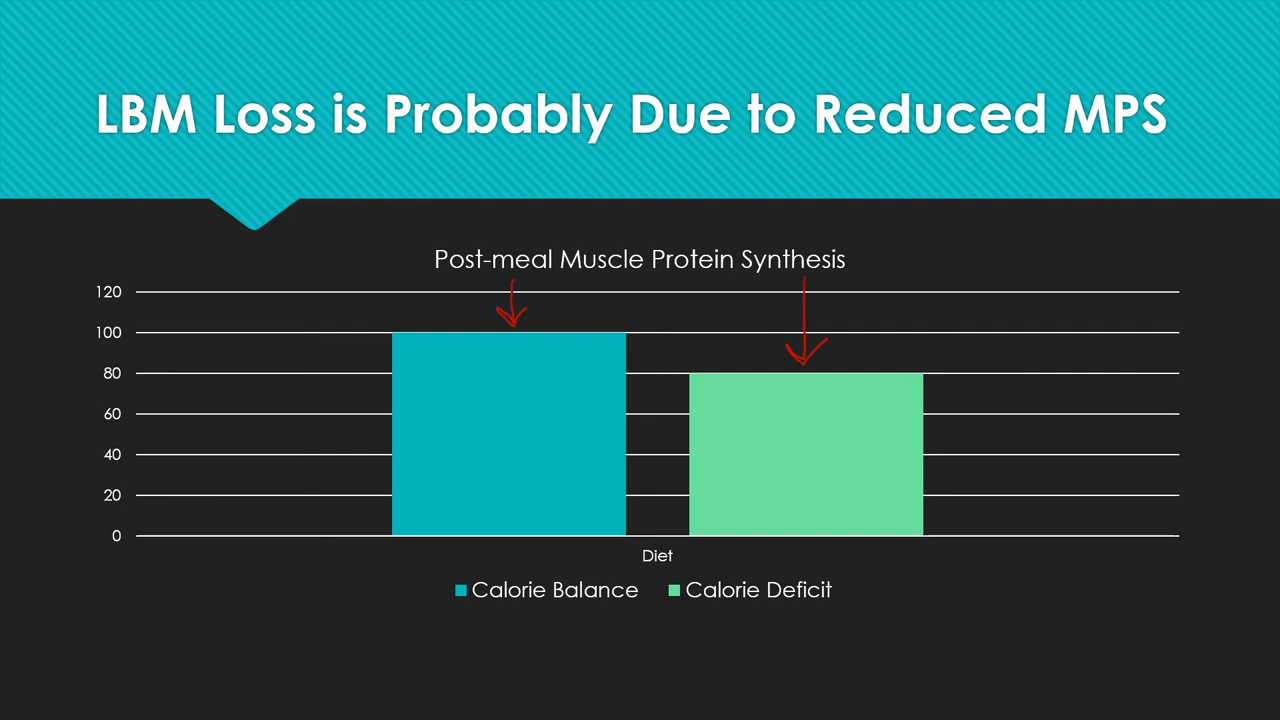 LBM Loss is Probably Due to Reduced MPS
Post-meal Muscle Protein Synthesis
120
100
80
60
40
20
0
Diet
Calorie Balance Calorie Deficit